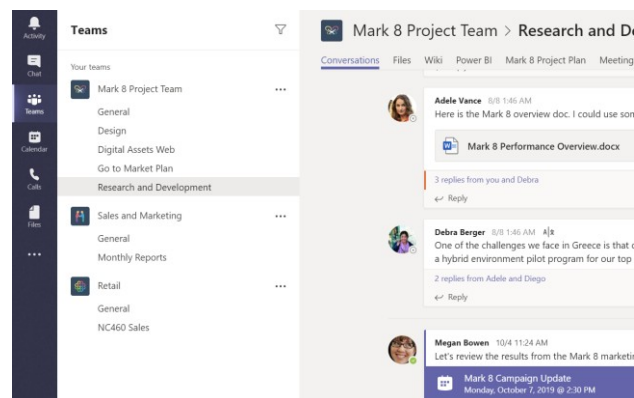 Activity
Chat
Teams
Calendar
Calls
Files
Teams
Your teams
Mark 8 Project Team
General
Design
Digital Assets Web
Go to Market Plan
Research and Development
Sales and Marketing
General
Monthly Reports
Retail
General
NC460 Sales
Mark 8 Project Team > Research and De
Conversations Files Wiki Power BI Mark 8 Project Plan Meeting
Adele Vance 8/8 1:46 AM
Here is the Mark 8 overview doc. I could use som
Mark 8 Performance Overview.docx
3 replies from you and Debra
Reply
Debra Berger 8/8 1:46 AM
One of the challenges we face in Greece is that
a hybrid environment pilot program for our top
2 replies from Adele and Diego
Reply
Megan Bowen 10/4 11:24 AM
Let's review the results from the Mark 8 marketin
Mark 8 Campaign Update
Monday, October 7, 2019 @ 2:30 PM